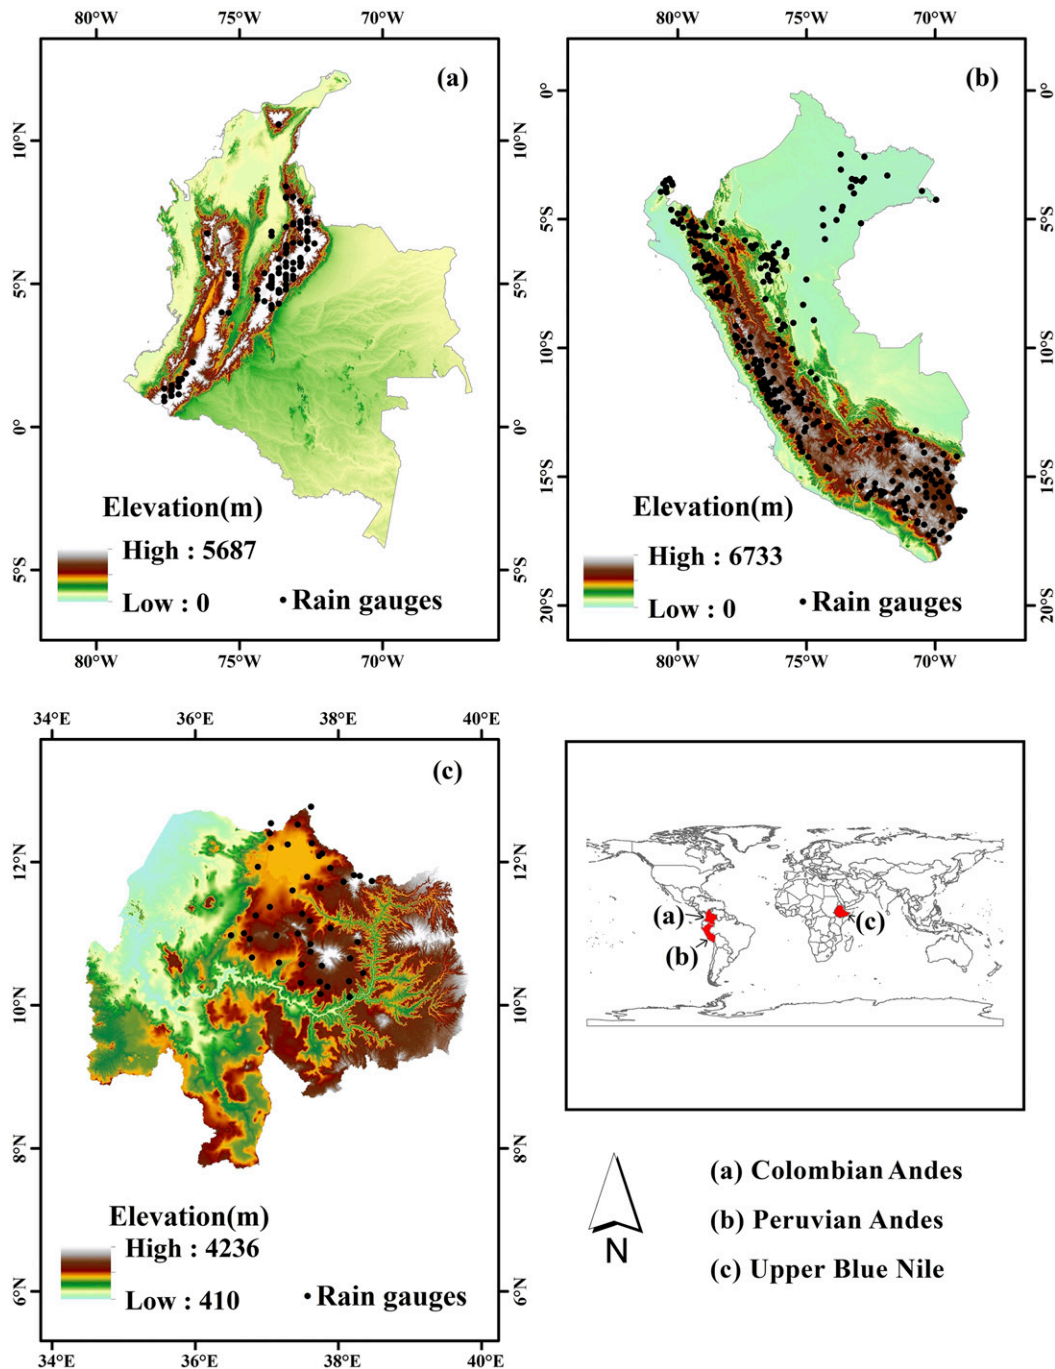 80°W 75°W 70°W
80°W 75°W 70°W
(a)
(b)
10°N
10°N
5°N
5°N
0°
0°
5°S
5°S
0°
0°
5°S
5°S
10°S
10°S
15°S
15°S
20°S
20°S
Elevation(m)
High : 5687
Low : 0
Rain gauges
Elevation(m)
High : 6733
Low : 0
Rain gauges
80°W 75°W 70°W
80°W 75°W 70°W
34°E 36°E 38°E 40°E
(c)
12°N
12°N
10°N
10°N
8°N
8°N
6°N
6°N
Elevation(m)
High : 4236
Low : 410
Rain gauges
34°E 36°E 38°E 40°E
(a)
(b)
(c)
N
(a) Colombian Andes
(b) Peruvian Andes
(c) Upper Blue Nile